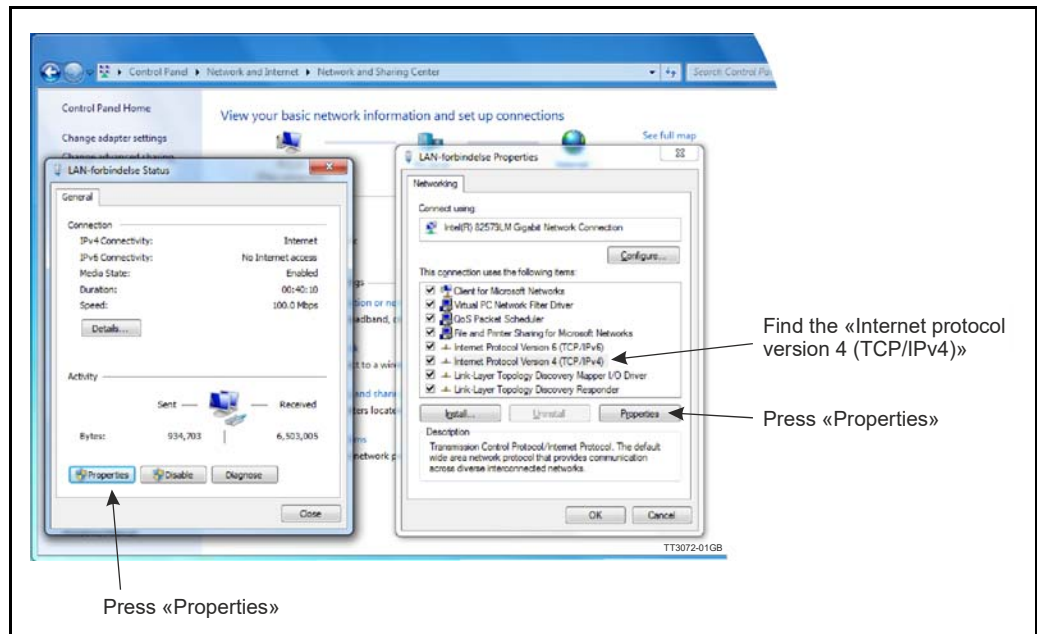 Control Panel ▸ Network and Internet ▸ Network and Sharing Center
Search Control
Control Panel Home
Change adapter settings
Change advanced sharing
View your basic network information and set up connections
See full map
LAN-forbindelse Status
General
Connection
IPv4 Connectivity: Internet
IPv6 Connectivity: No Internet access
Media State: Enabled
Duration: 00:40:10
Speed: 100.0 Mbps
Details...
Activity
Sent Received
Bytes: 934,703 6,503,005
Properties Disable Diagnose
Close
LAN-forbindelse Properties
Networking
Connect using:
Intel(R) 82573LM Gigabit Network Connection
Configure...
This connection uses the following items:
Client for Microsoft Networks
Virtual PC Network Filter Driver
QoS Packet Scheduler
File and Printer Sharing for Microsoft Networks
Internet Protocol Version 6 (TCP/IPv6)
Internet Protocol Version 4 (TCP/IPv4)
Link-Layer Topology Discovery Mapper I/O Driver
Link-Layer Topology Discovery Responder
Install... Uninstall Properties
Description
Transmission Control Protocol/Internet Protocol. The default
wide area network protocol that provides communication
across diverse interconnected networks.
OK Cancel
Find the «Internet protocol
version 4 (TCP/IPv4)»
Press «Properties»
TT3072-01GB
Press «Properties»